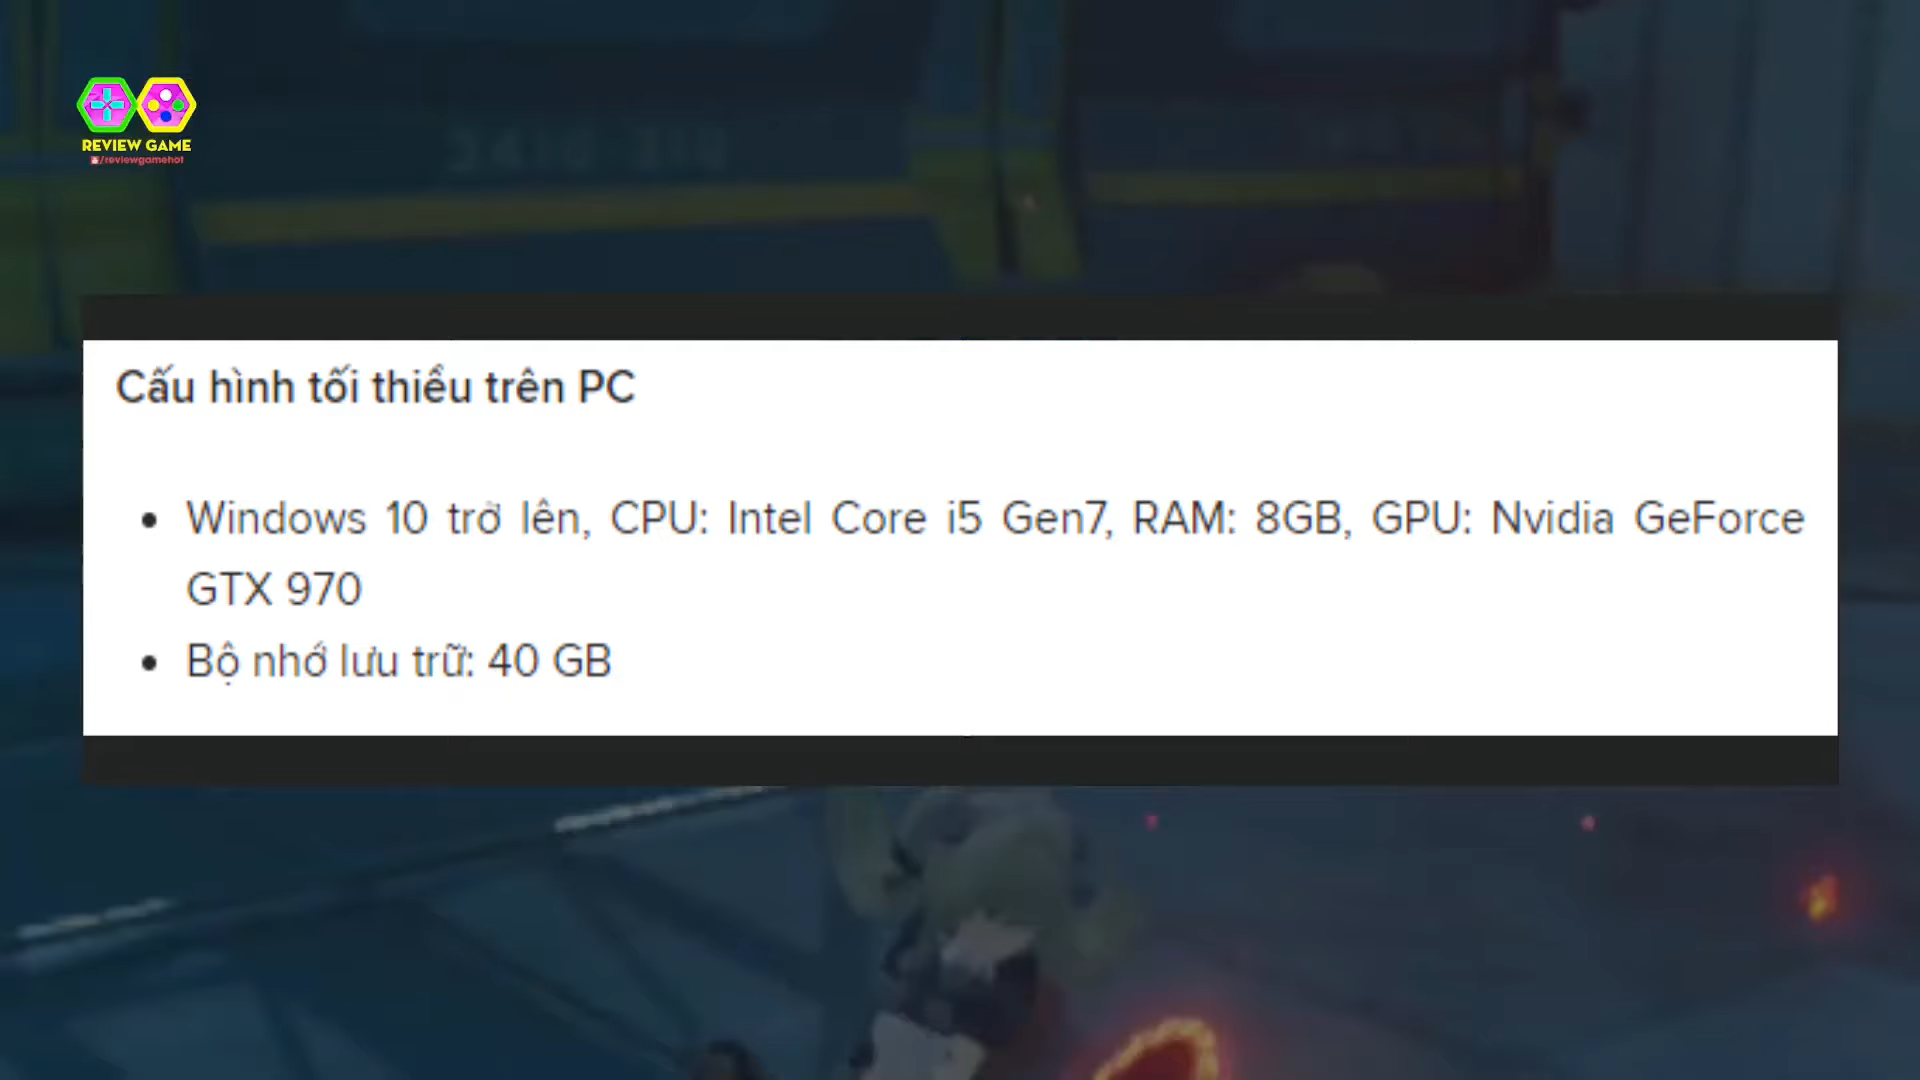 REVIEW GAME
/reviewgamehot
Cấu hình tối thiểu trên PC
Windows 10 trở lên, CPU: Intel Core i5 Gen7, RAM: 8GB, GPU: Nvidia GeForce
GTX 970
Bộ nhớ lưu trữ: 40 GB